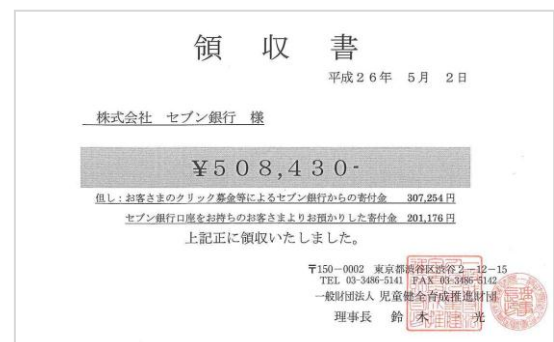 領 収 書
平成26年 5月 2日
株式会社 セブン銀行 様
¥508,430-
但し：お客さまのクリック募金等によるセブン銀行からの寄付金 307,254円
セブン銀行口座をお持ちのお客さまよりお預かりした寄付金 201,176円
上記正に領収いたしました。
〒150-0002 東京都渋谷区渋谷2-12-15
TEL 03-3486-5141 FAX 03-3486-5142
一般財団法人 児童健全育成推進財団
理事長 鈴 木 一 光